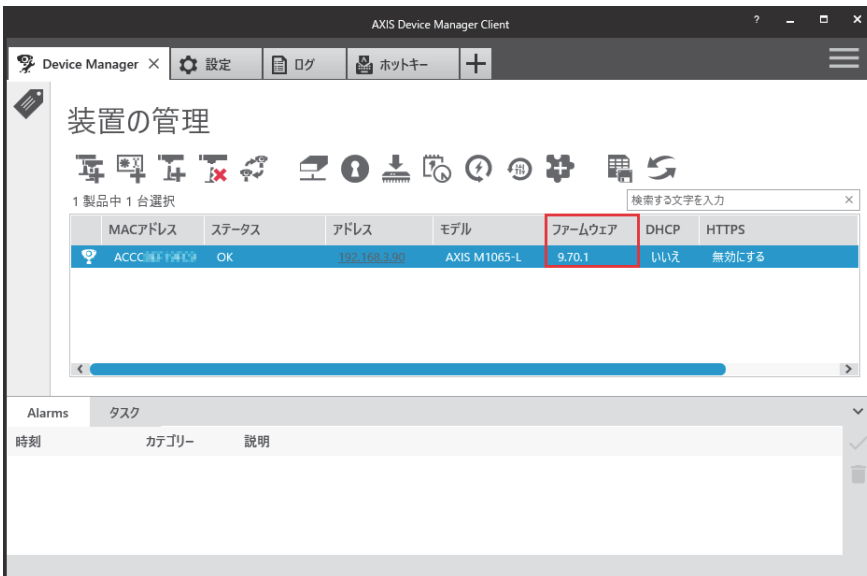 AXIS Device Manager Client
Device Manager 設定 ログ ホットキー
装置の管理
1 製品中 1 台選択 検索する文字を入力
MACアドレス ステータス アドレス モデル ファームウェア DHCP HTTPS
ACCC OK 192.168.3.90 AXIS M1065-L 9.70.1 いいえ 無効にする
Alarms タスク
時刻 カテゴリー 説明